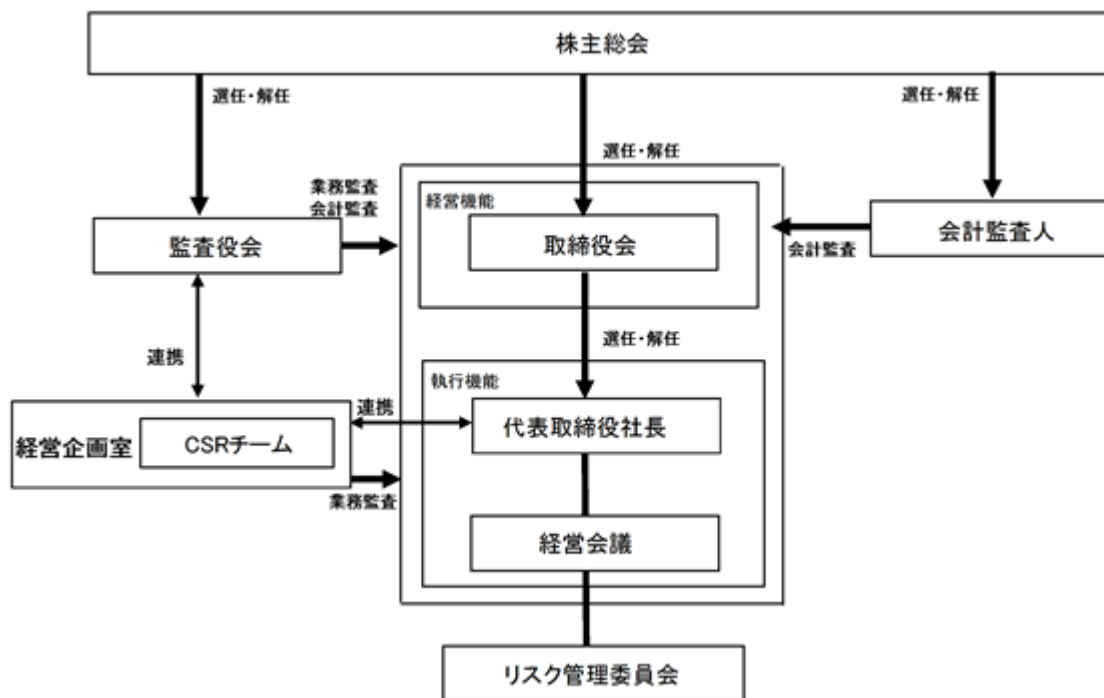 株主総会
選任・解任
選任・解任
選任・解任
業務監査
会計監査
経営機能
監査役会
取締役会
会計監査人
会計監査
選任・解任
連携
執行機能
連携
代表取締役社長
経営企画室
CSRチーム
業務監査
経営会議
リスク管理委員会